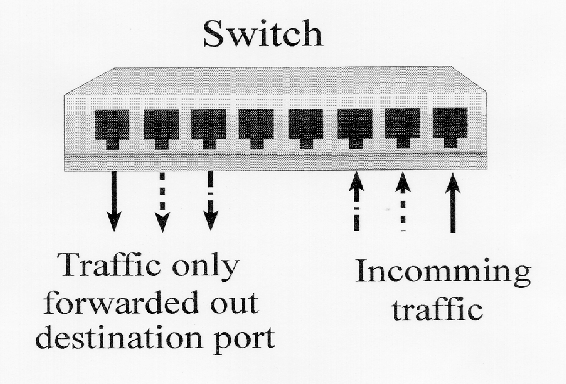 Switch
Traffic only
forwarded out
destination port
Incomming
traffic